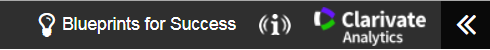 Blueprints for Success
Clarivate
Analytics